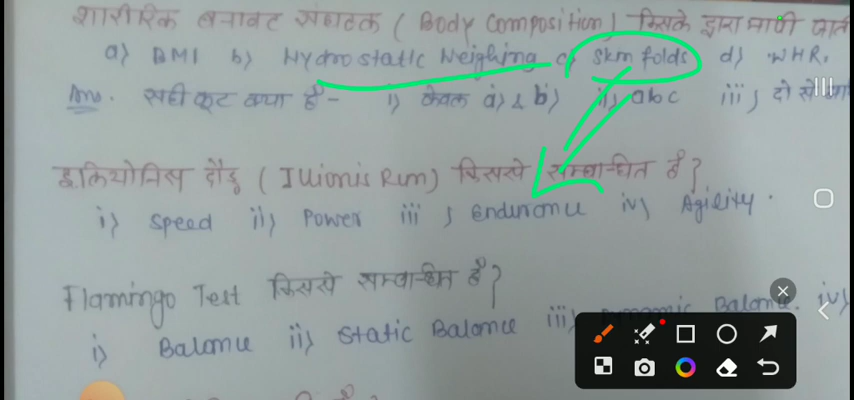 शारीरिक बनावट संघटक ( Body Composition ) किसके द्वारा मापी जाती
a) BMI b) Hydrostatic Weighing c) Skin folds d) WHR.
Ans. सही कूट क्या है - i) केवल a) & b) ii) abc iii) दो से
इलियोनिस दौड़ ( Illionis Run ) किससे सम्बन्धित है ?
i) Speed ii) Power iii) Endurance iv) Agility .
Flamingo Test किससे सम्बन्धित है ?
i) Balance ii) Static Balance iii) Balance. iv)